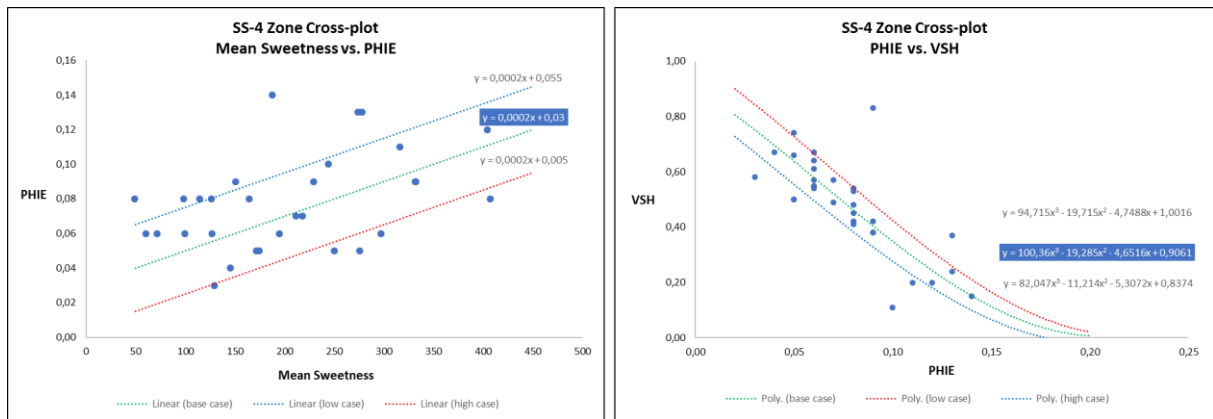 SS-4 Zone Cross-plot
Mean Sweetness vs. PHIE
0,16
0,14
0,12
0,10
0,08
0,06
0,04
0,02
0,00
PHIE
y = 0,0002x + 0,055
y = 0,0002x + 0,03
y = 0,0002x + 0,005
0 50 100 150 200 250 300 350 400 450 500
Mean Sweetness
Linear (base case) Linear (low case) Linear (high case)
SS-4 Zone Cross-plot
PHIE vs. VSH
1,00
0,80
0,60
0,40
0,20
0,00
VSH
y = 94,715x³ - 19,715x² - 4,7488x + 1,0016
y = 100,36x³ - 19,285x² - 4,6516x + 0,9061
y = 82,047x³ - 11,214x² - 5,3072x + 0,8374
0,00 0,05 0,10 0,15 0,20 0,25
PHIE
Poly. (base case) Poly. (low case) Poly. (high case)